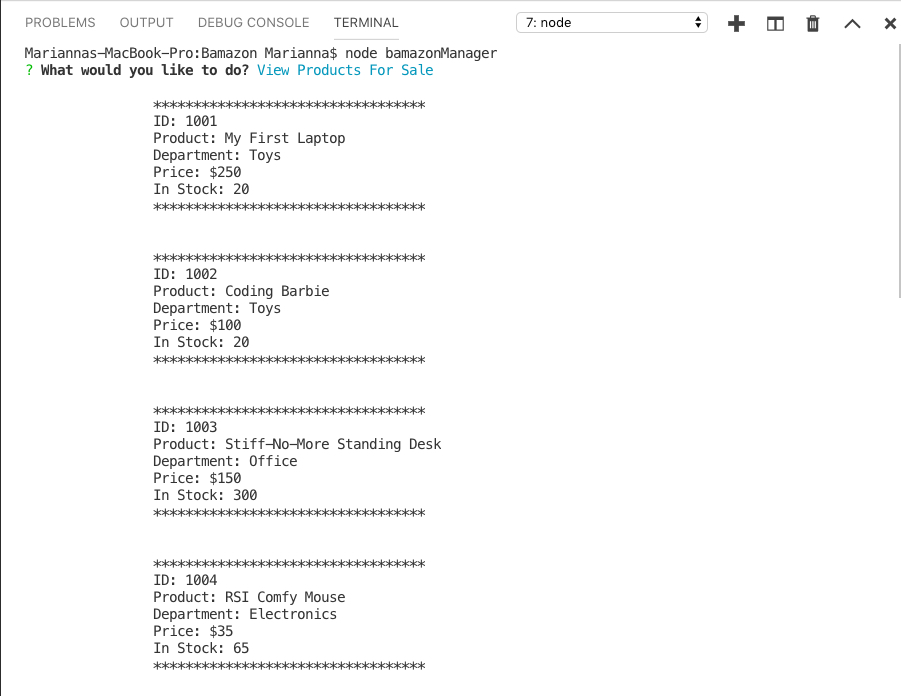 PROBLEMS OUTPUT DEBUG CONSOLE TERMINAL 7: node
Mariannas-MacBook-Pro:Bamazon Marianna$ node bamazonManager
? What would you like to do? View Products For Sale
**********************************
ID: 1001
Product: My First Laptop
Department: Toys
Price: $250
In Stock: 20
**********************************
**********************************
ID: 1002
Product: Coding Barbie
Department: Toys
Price: $100
In Stock: 20
**********************************
**********************************
ID: 1003
Product: Stiff-No-More Standing Desk
Department: Office
Price: $150
In Stock: 300
**********************************
**********************************
ID: 1004
Product: RSI Comfy Mouse
Department: Electronics
Price: $35
In Stock: 65
**********************************